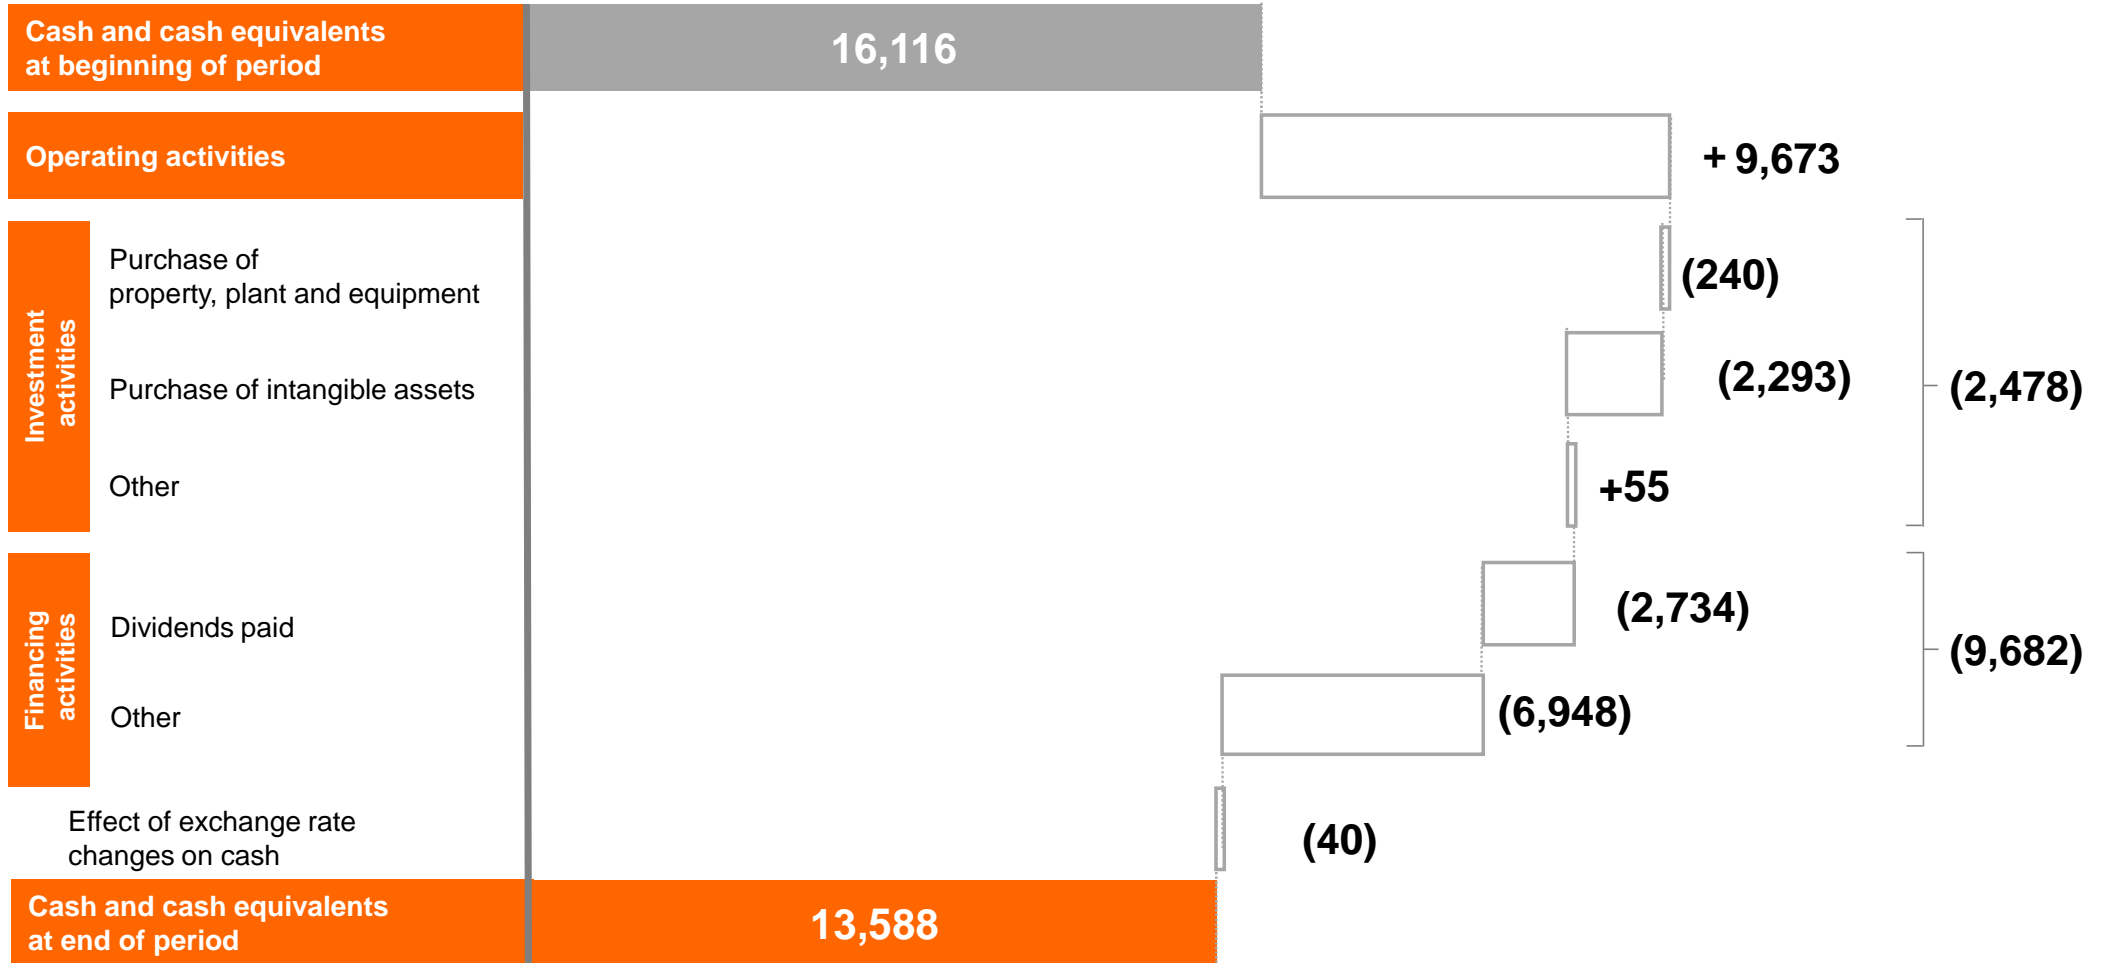 Cash and cash equivalents
at beginning of period
16,116
Operating activities
+ 9,673
Investment
activities
Purchase of
property, plant and equipment
(240)
Purchase of intangible assets
(2,293)
(2,478)
Other
+55
Financing
activities
Dividends paid
(2,734)
(9,682)
Other
(6,948)
Effect of exchange rate
changes on cash
(40)
Cash and cash equivalents
at end of period
13,588